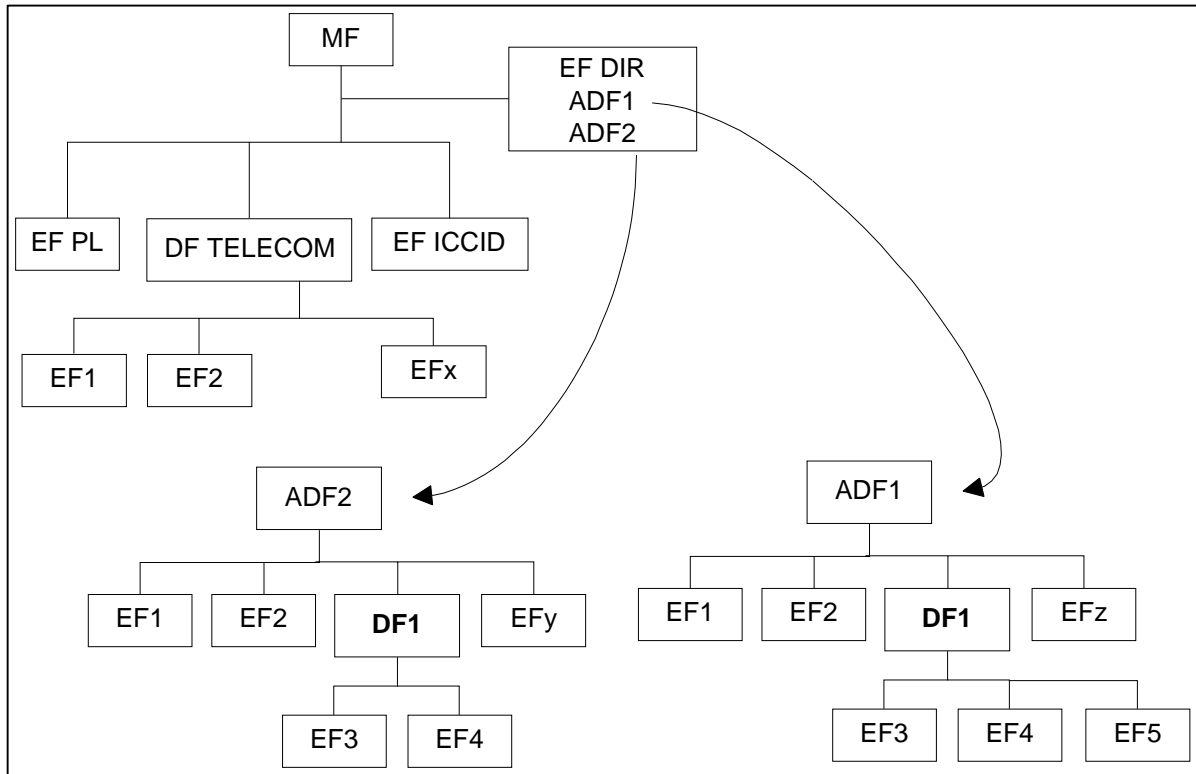 MF
EF DIR
ADF1
ADF2
EF PL
DF TELECOM
EF ICCID
EF1
EF2
EFx
ADF2
ADF1
EF1
EF2
DF1
EFy
EF1
EF2
DF1
EFz
EF3
EF4
EF3
EF4
EF5